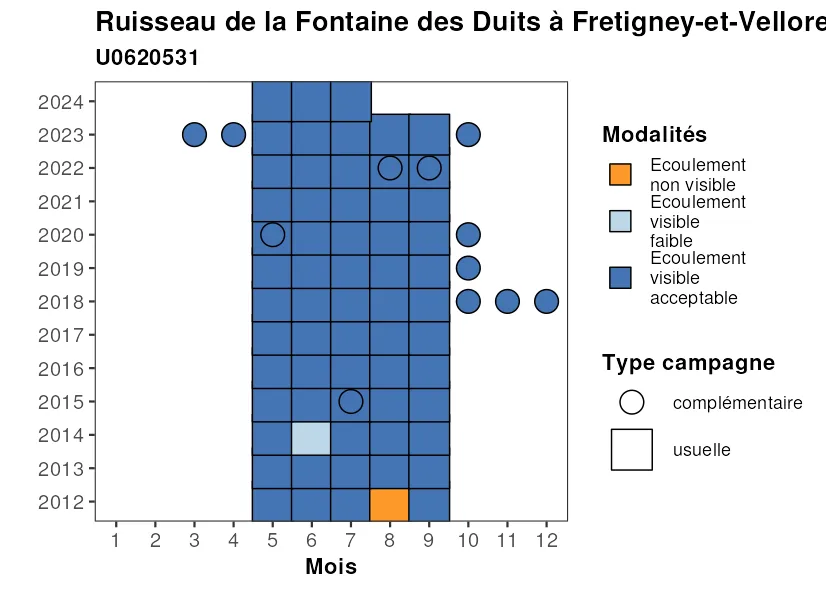 Ruisseau de la Fontaine des Duits à Fretigney-et-Vellore
U0620531
2024
2023
2022
2021
2020
2019
2018
2017
2016
2015
2014
2013
2012
1 2 3 4 5 6 7 8 9 10 11 12
Mois
Modalités
Ecoulement
non visible
Ecoulement
visible
faible
Ecoulement
visible
acceptable
Type campagne
complémentaire
usuelle